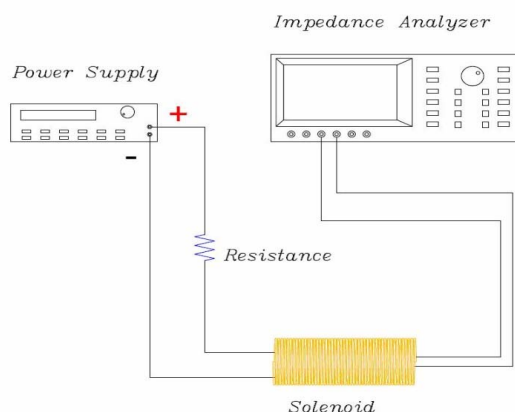 Impedance Analyzer
Power Supply
+
-
Resistance
Solenoid